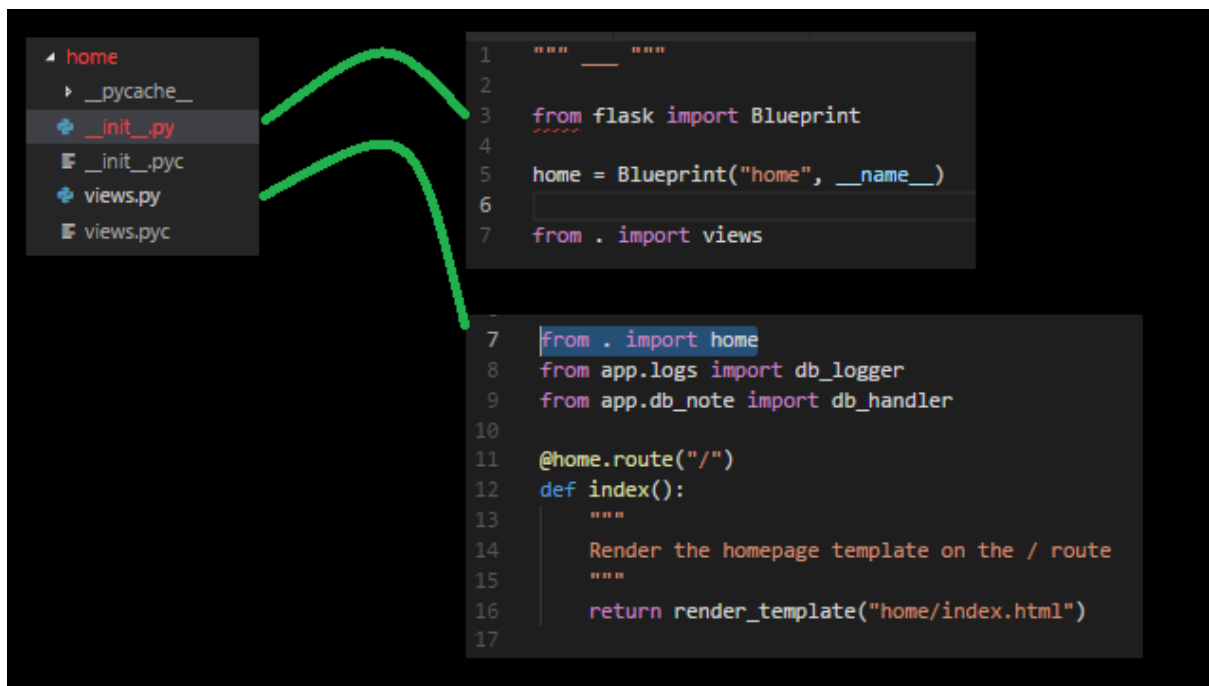 home
__pycache__
__init__.py
__init__.pyc
views.py
views.pyc
1 """ ___ """
2
3 from flask import Blueprint
4
5 home = Blueprint("home", __name__)
6
7 from . import views
7 from . import home
8 from app.logs import db_logger
9 from app.db_note import db_handler
10
11 @home.route("/")
12 def index():
13 """
14 Render the homepage template on the / route
15 """
16 return render_template("home/index.html")
17